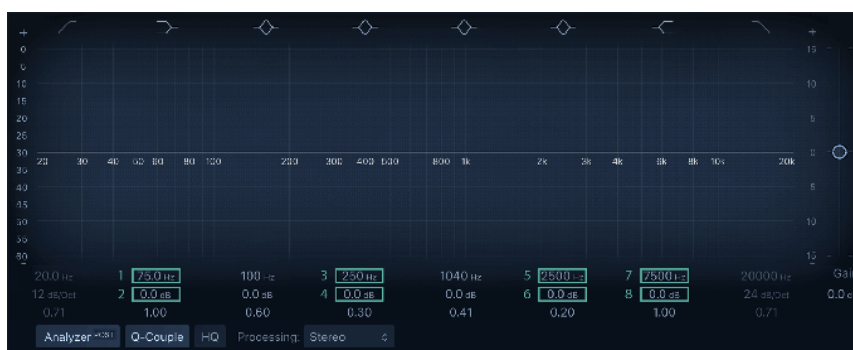 + +
0 15
5
10 10
15
20 5
25
30 20 30 40 50 60 80 100 200 300 400 500 800 1k 2k 3k 4k 6k 8k 10k 20k 0
35
40 5
45
50 10
55
60 15
- -
20.0 Hz 1 75.0 Hz 100 Hz 3 250 Hz 1040 Hz 5 2500 Hz 7 7500 Hz 20000 Hz Gai
12 dB/Oct 2 0.0 dB 0.0 dB 4 0.0 dB 0.0 dB 6 0.0 dB 8 0.0 dB 24 dB/Oct 0.0
0.71 1.00 0.60 0.30 0.41 0.20 1.00 0.71
Analyzer POST Q-Couple HQ Processing: Stereo